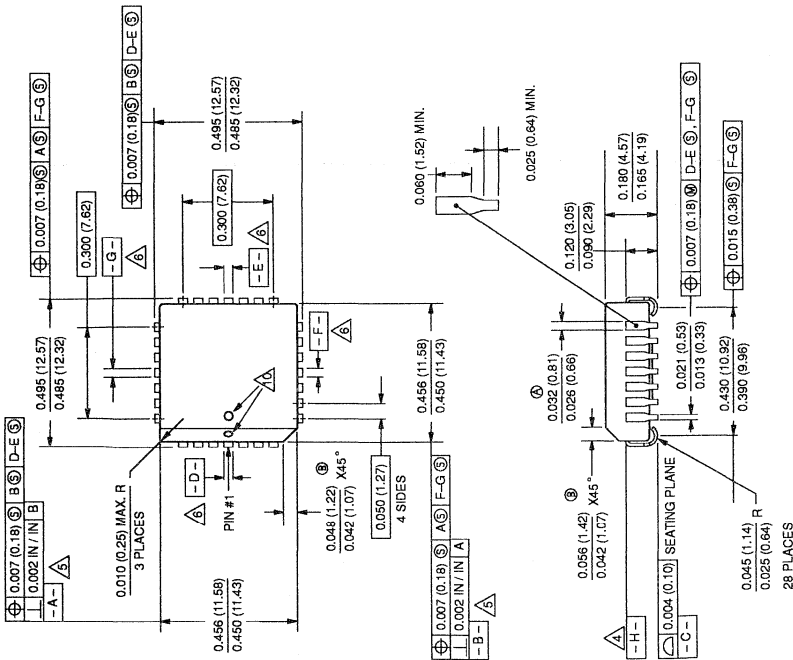 ⌖ 0.007 (0.18) Ⓢ B Ⓢ D–E Ⓢ
⊥ 0.002 IN / IN B
-A-
5
⌖ 0.007 (0.18) Ⓢ A Ⓢ F–G Ⓢ
0.495 (12.57)
0.485 (12.32)
0.300 (7.62)
-G-
6
⌖ 0.007 (0.18) Ⓢ B Ⓢ D–E Ⓢ
0.495 (12.57)
0.485 (12.32)
0.300 (7.62)
6
-E-
0.010 (0.25) MAX. R
3 PLACES
-D-
6
PIN #1
10
-F-
6
0.456 (11.58)
0.450 (11.43)
Ⓑ
0.048 (1.22)
0.042 (1.07)
X45°
0.050 (1.27)
4 SIDES
0.456 (11.58)
0.450 (11.43)
⌖ 0.007 (0.18) Ⓢ A Ⓢ F–G Ⓢ
⊥ 0.002 IN / IN A
-B-
5
0.060 (1.52) MIN.
0.025 (0.64) MIN.
0.180 (4.57)
0.165 (4.19)
0.120 (3.05)
0.090 (2.29)
Ⓐ
0.032 (0.81)
0.026 (0.66)
Ⓑ
0.056 (1.42)
0.042 (1.07)
X45°
0.021 (0.53)
0.013 (0.33)
⌖ 0.007 (0.18) Ⓜ D–E Ⓢ, F–G Ⓢ
0.430 (10.92)
0.390 (9.96)
⌖ 0.015 (0.38) Ⓢ F–G Ⓢ
4
-H-
⌓ 0.004 (0.10) SEATING PLANE
-C-
0.045 (1.14)
0.025 (0.64)
R
28 PLACES